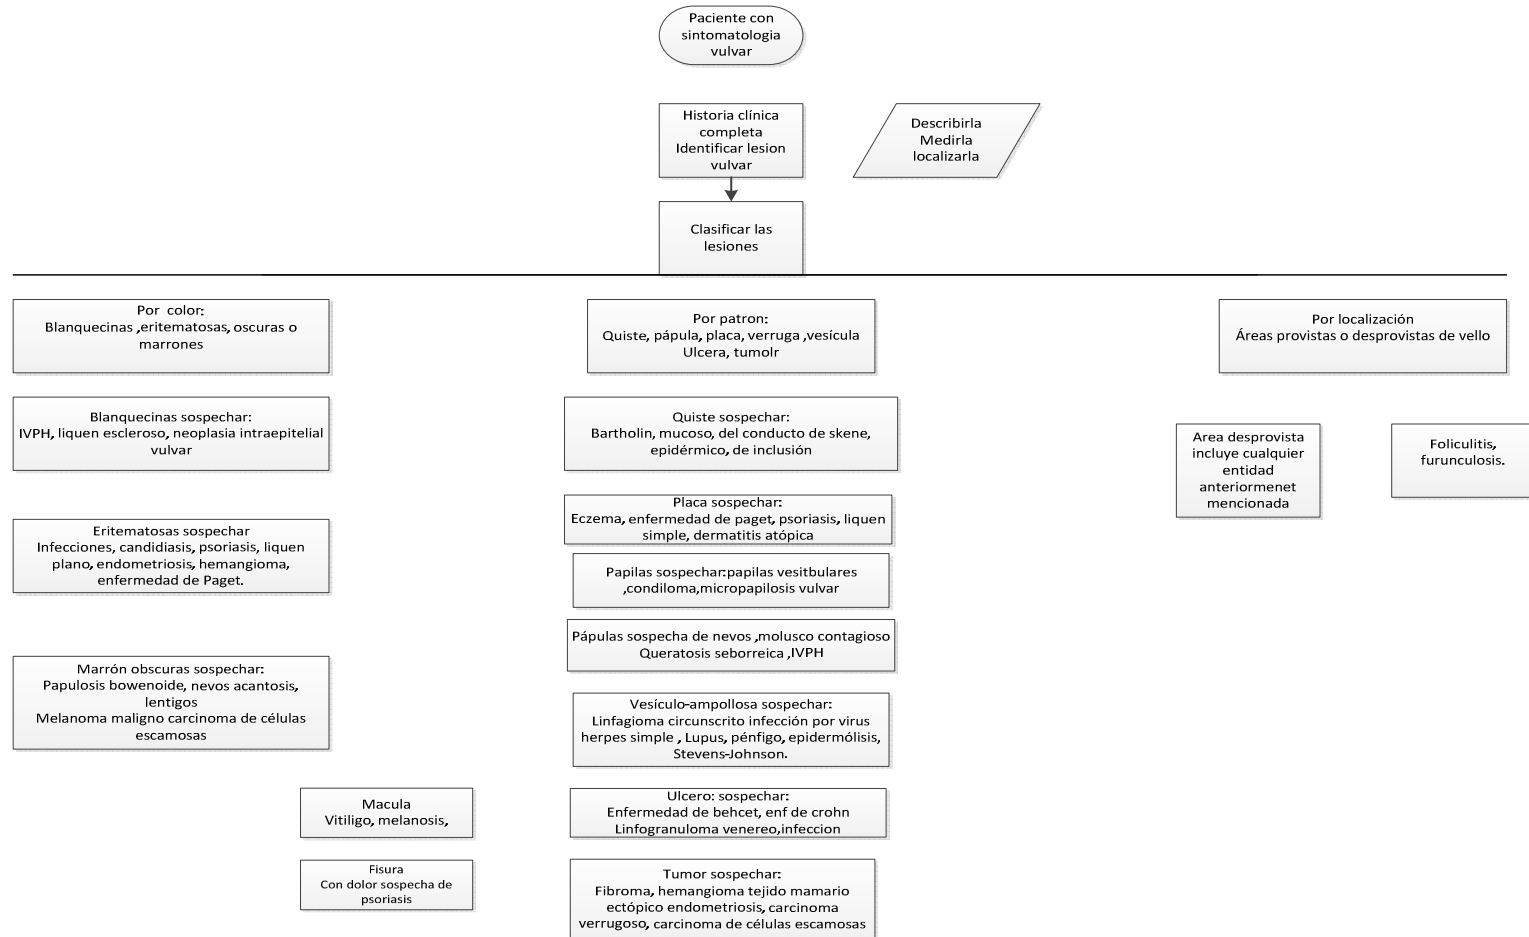 Paciente con
sintomatologia
vulvar
Historia clínica
completa
Identificar lesion
vulvar
Describirla
Medirla
localizarla
Clasificar las
lesiones
Por color:
Blanquecinas ,eritematosas, oscuras o
marrones
Por patron:
Quiste, pápula, placa, verruga ,vesícula
Ulcera, tumolr
Por localización
Áreas provistas o desprovistas de vello
Blanquecinas sospechar:
IVPH, liquen escleroso, neoplasia intraepitelial
vulvar
Quiste sospechar:
Bartholin, mucoso, del conducto de skene,
epidérmico, de inclusión
Area desprovista
incluye cualquier
entidad
anteriormenet
mencionada
Foliculitis,
furunculosis.
Eritematosas sospechar
Infecciones, candidiasis, psoriasis, liquen
plano, endometriosis, hemangioma,
enfermedad de Paget.
Placa sospechar:
Eczema, enfermedad de paget, psoriasis, liquen
simple, dermatitis atópica
Papilas sospechar:papilas vesitbulares
,condiloma,micropapilosis vulvar
Pápulas sospecha de nevos ,molusco contagioso
Queratosis seborreica ,IVPH
Marrón obscuras sospechar:
Papulosis bowenoide, nevos acantosis,
lentigos
Melanoma maligno carcinoma de células
escamosas
Vesículo-ampollosa sospechar:
Linfagioma circunscrito infección por virus
herpes simple , Lupus, pénfigo, epidermólisis,
Stevens-Johnson.
Macula
Vitiligo, melanosis,
Ulcero: sospechar:
Enfermedad de behcet, enf de crohn
Linfogranuloma venereo,infeccion
Fisura
Con dolor sospecha de
psoriasis
Tumor sospechar:
Fibroma, hemangioma tejido mamario
ectópico endometriosis, carcinoma
verrugoso, carcinoma de células escamosas